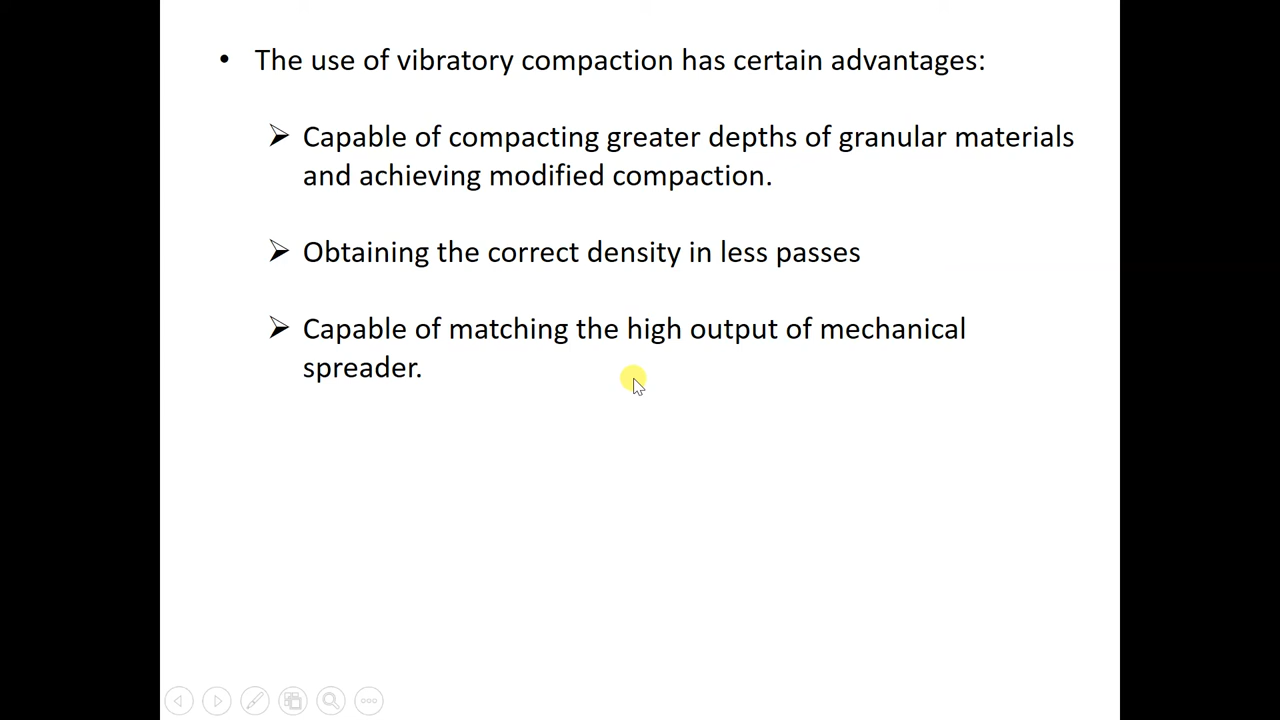 • The use of vibratory compaction has certain advantages:
➢ Capable of compacting greater depths of granular materials
and achieving modified compaction.
➢ Obtaining the correct density in less passes
➢ Capable of matching the high output of mechanical
spreader.